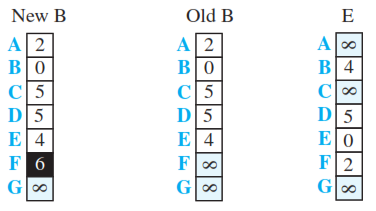 New B Old B E
A 2 A 2 A ∞
B 0 B 0 B 4
C 5 C 5 C ∞
D 5 D 5 D 5
E 4 E 4 E 0
F 6 F ∞ F 2
G ∞ G ∞ G ∞